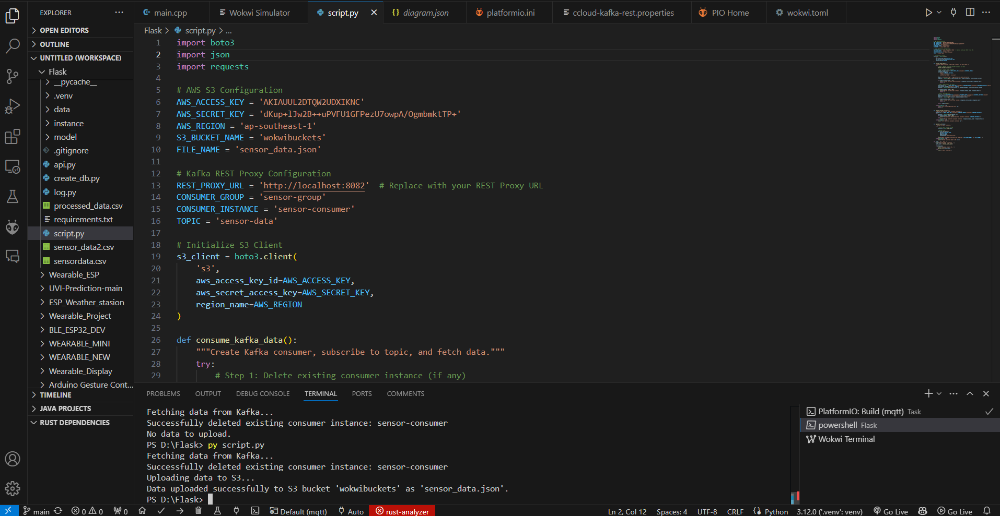 EXPLORER
main.cpp
Wokwi Simulator
script.py
diagram.json
platformio.ini
ccloud-kafka-rest.properties
PIO Home
wokwi.toml
OPEN EDITORS
OUTLINE
UNTITLED (WORKSPACE)
Flask
__pycache__
.venv
data
instance
model
.gitignore
api.py
create_db.py
log.py
processed_data.csv
requirements.txt
script.py
sensor_data2.csv
sensordata.csv
Wearable_ESP
UVI-Prediction-main
ESP_Weather_stasion
Wearable_Project
BLE_ESP32_DEV
WEARABLE_MINI
WEARABLE_NEW
Wearable_Display
Arduino Gesture Cont...
TIMELINE
JAVA PROJECTS
RUST DEPENDENCIES
Flask > script.py > ...
1 import boto3
2 import json
3 import requests
4
5 # AWS S3 Configuration
6 AWS_ACCESS_KEY = 'AKIAUUL2DTQW2UDXIKNC'
7 AWS_SECRET_KEY = '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'
8 AWS_REGION = 'ap-southeast-1'
9 S3_BUCKET_NAME = 'wokwibuckets'
10 FILE_NAME = 'sensor_data.json'
11
12 # Kafka REST Proxy Configuration
13 REST_PROXY_URL = 'http://localhost:8082'  # Replace with your REST Proxy URL
14 CONSUMER_GROUP = 'sensor-group'
15 CONSUMER_INSTANCE = 'sensor-consumer'
16 TOPIC = 'sensor-data'
17
18 # Initialize S3 Client
19 s3_client = boto3.client(
20     's3',
21     aws_access_key_id=AWS_ACCESS_KEY,
22     aws_secret_access_key=AWS_SECRET_KEY,
23     region_name=AWS_REGION
24 )
25
26 def consume_kafka_data():
27     """Create Kafka consumer, subscribe to topic, and fetch data."""
28     try:
29         # Step 1: Delete existing consumer instance (if any)
PROBLEMS OUTPUT DEBUG CONSOLE TERMINAL PORTS COMMENTS
Fetching data from Kafka...
Successfully deleted existing consumer instance: sensor-consumer
No data to upload.
PS D:\Flask> py script.py
Fetching data from Kafka...
Successfully deleted existing consumer instance: sensor-consumer
Uploading data to S3...
Data uploaded successfully to S3 bucket 'wokwibuckets' as 'sensor_data.json'.
PS D:\Flask>
PlatformIO: Build (mqtt) Task
powershell Flask
Wokwi Terminal
main 0 0 0 Default (mqtt) Auto rust-analyzer Ln 2, Col 12 Spaces: 4 UTF-8 CRLF Python 3.12.0 ('.venv': venv) Go Live Go Live